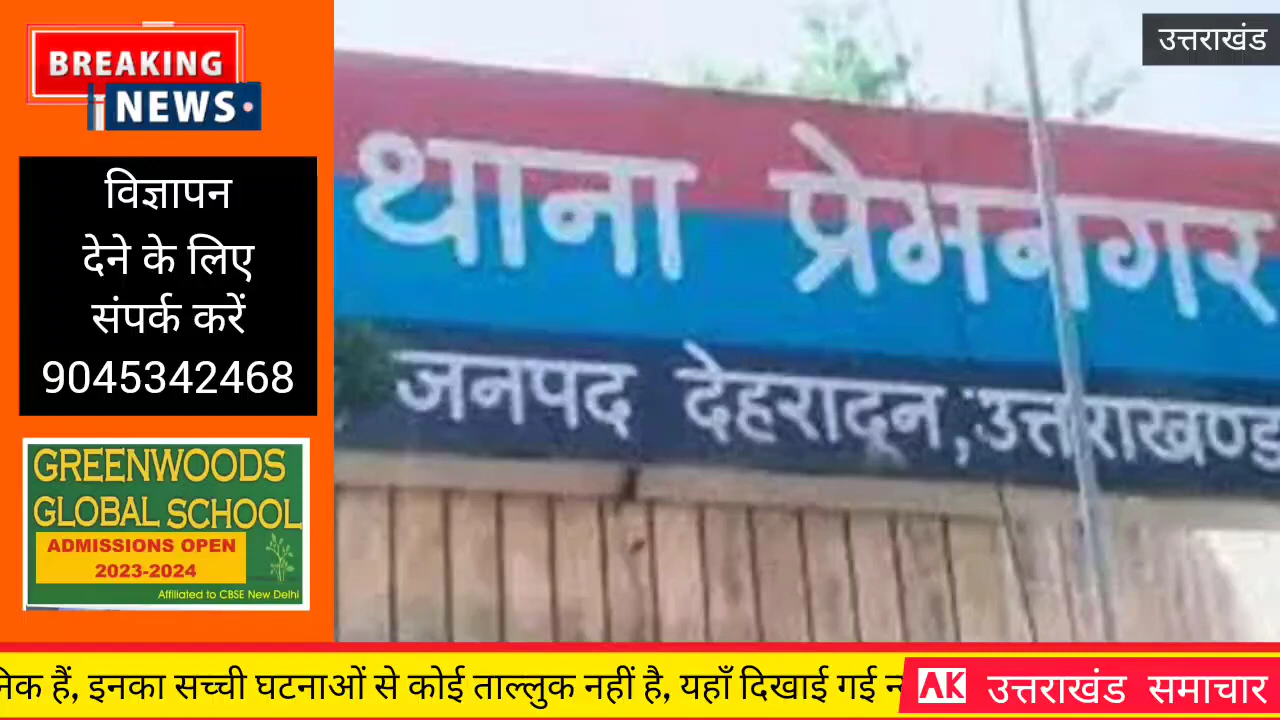 BREAKING
NEWS
उत्तराखंड
विज्ञापन
देने के लिए
संपर्क करें
9045342468
GREENWOODS
GLOBAL SCHOOL
ADMISSIONS OPEN
2023-2024
Affiliated to CBSE New Delhi
थाना प्रेमनगर
जनपद देहरादून, उत्तराखण्ड
हैं, इनका सच्ची घटनाओं से कोई ताल्लुक नहीं है, यहाँ दिखाई गई
AK उत्तराखंड समाचार